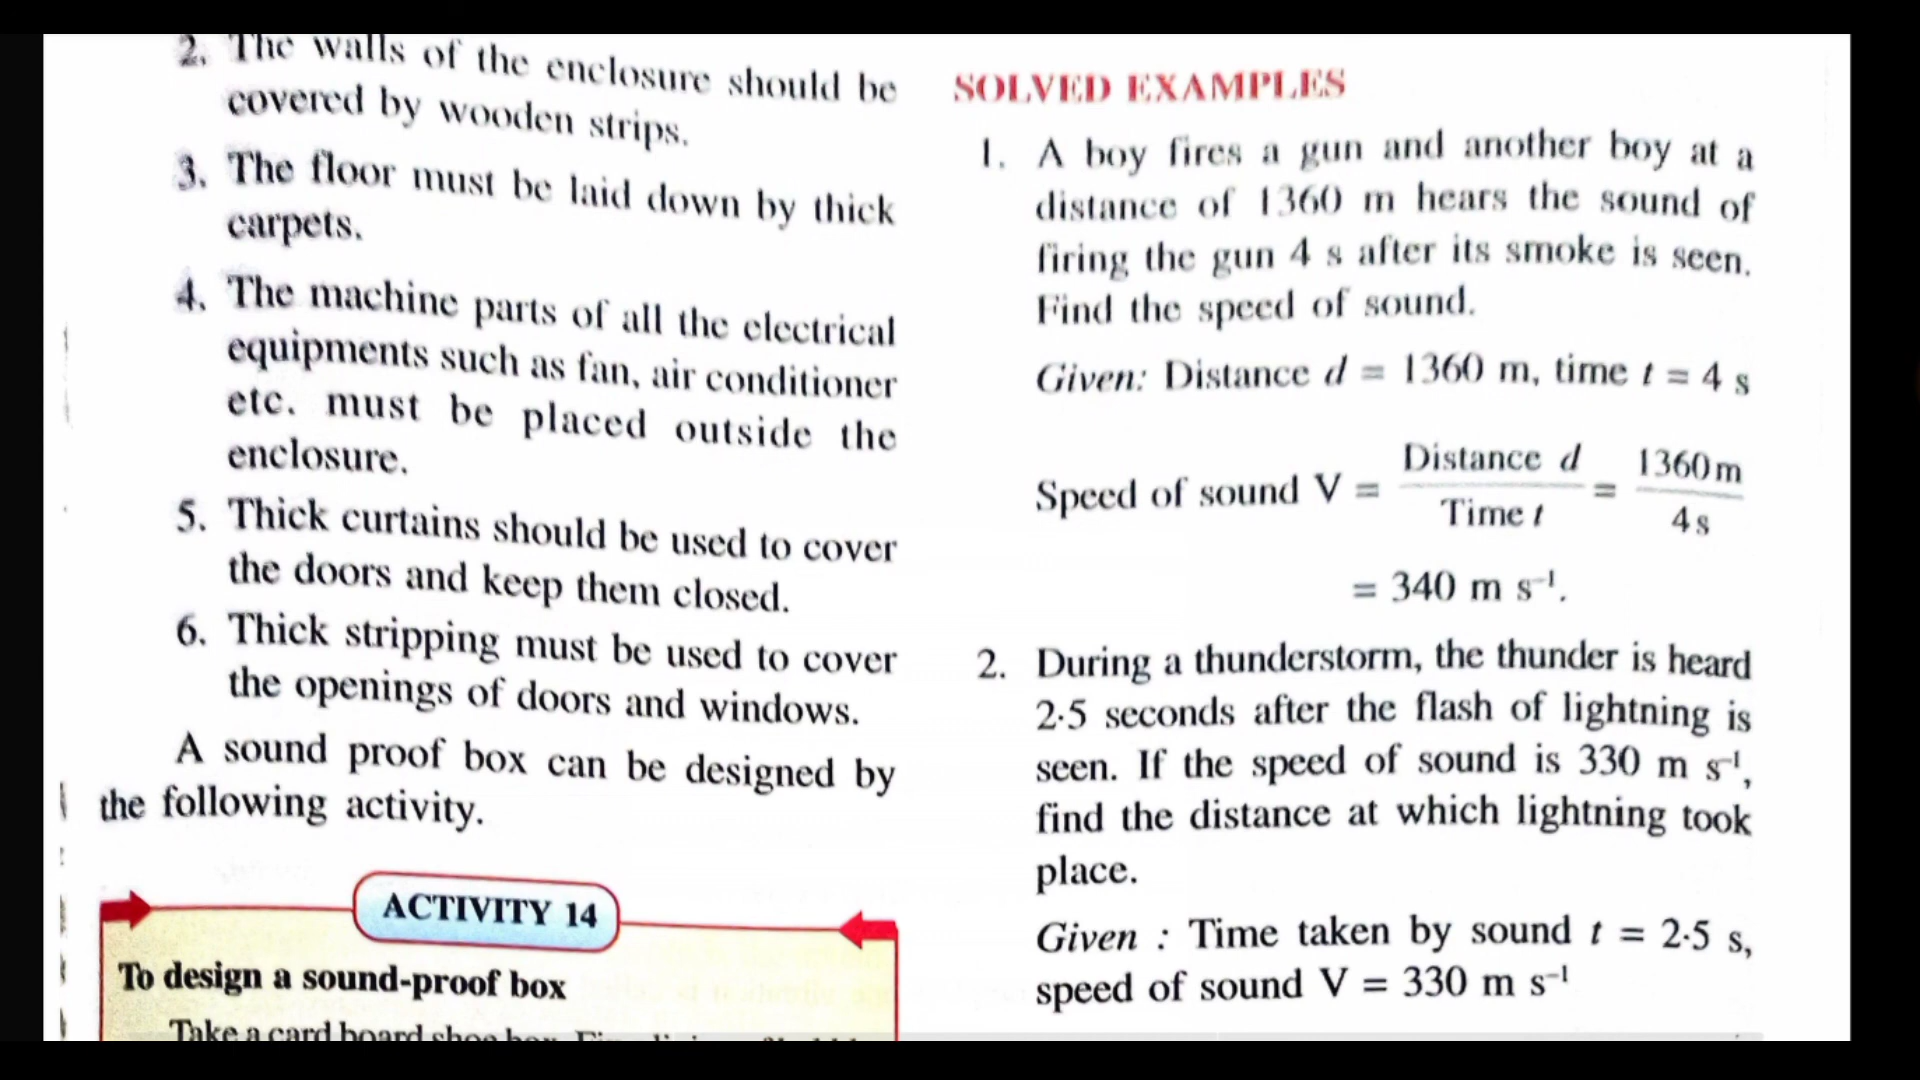 2. The walls of the enclosure should be
covered by wooden strips.
3. The floor must be laid down by thick
carpets.
4. The machine parts of all the electrical
equipments such as fan, air conditioner
etc. must be placed outside the
enclosure.
5. Thick curtains should be used to cover
the doors and keep them closed.
6. Thick stripping must be used to cover
the openings of doors and windows.
A sound proof box can be designed by
the following activity.
ACTIVITY 14
To design a sound-proof box
Take a card board shoe box.
SOLVED EXAMPLES
1. A boy fires a gun and another boy at a
distance of 1360 m hears the sound of
firing the gun 4 s after its smoke is seen.
Find the speed of sound.
Given: Distance d = 1360 m, time t = 4 s
Speed of sound V = Distance d / Time t = 1360 m / 4 s
= 340 m s⁻¹.
2. During a thunderstorm, the thunder is heard
2·5 seconds after the flash of lightning is
seen. If the speed of sound is 330 m s⁻¹,
find the distance at which lightning took
place.
Given : Time taken by sound t = 2·5 s,
speed of sound V = 330 m s⁻¹